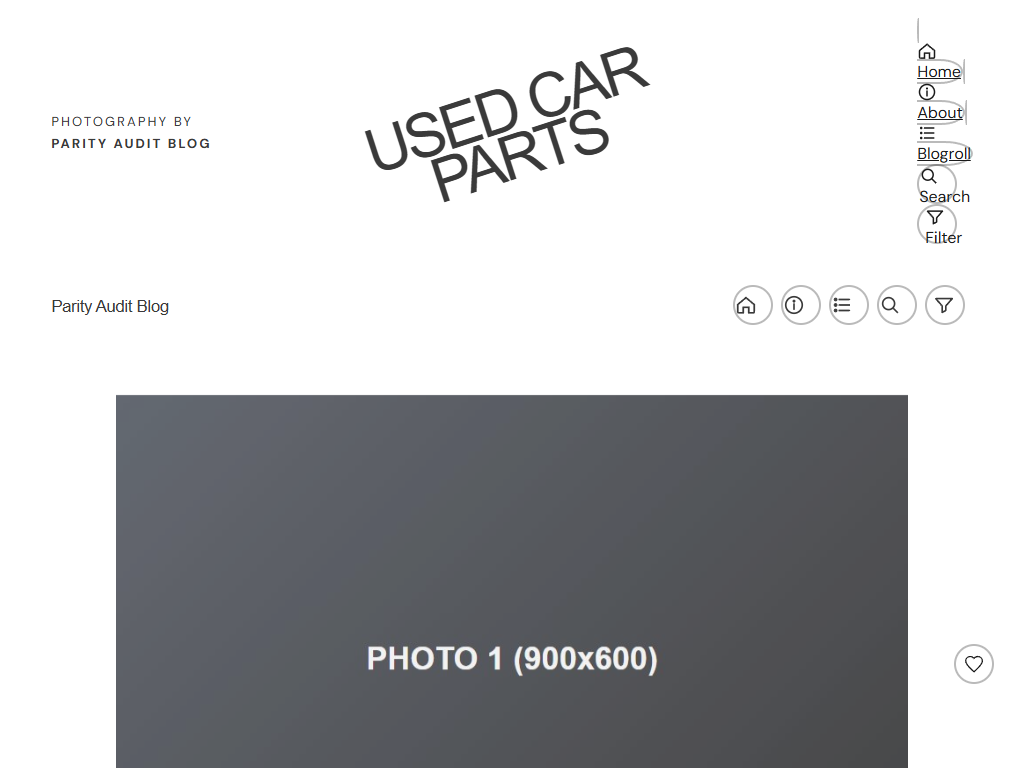 PHOTOGRAPHY BY
PARITY AUDIT BLOG
USED CAR
PARTS
Home
About
Blogroll
Search
Filter
Parity Audit Blog
PHOTO 1 (900x600)